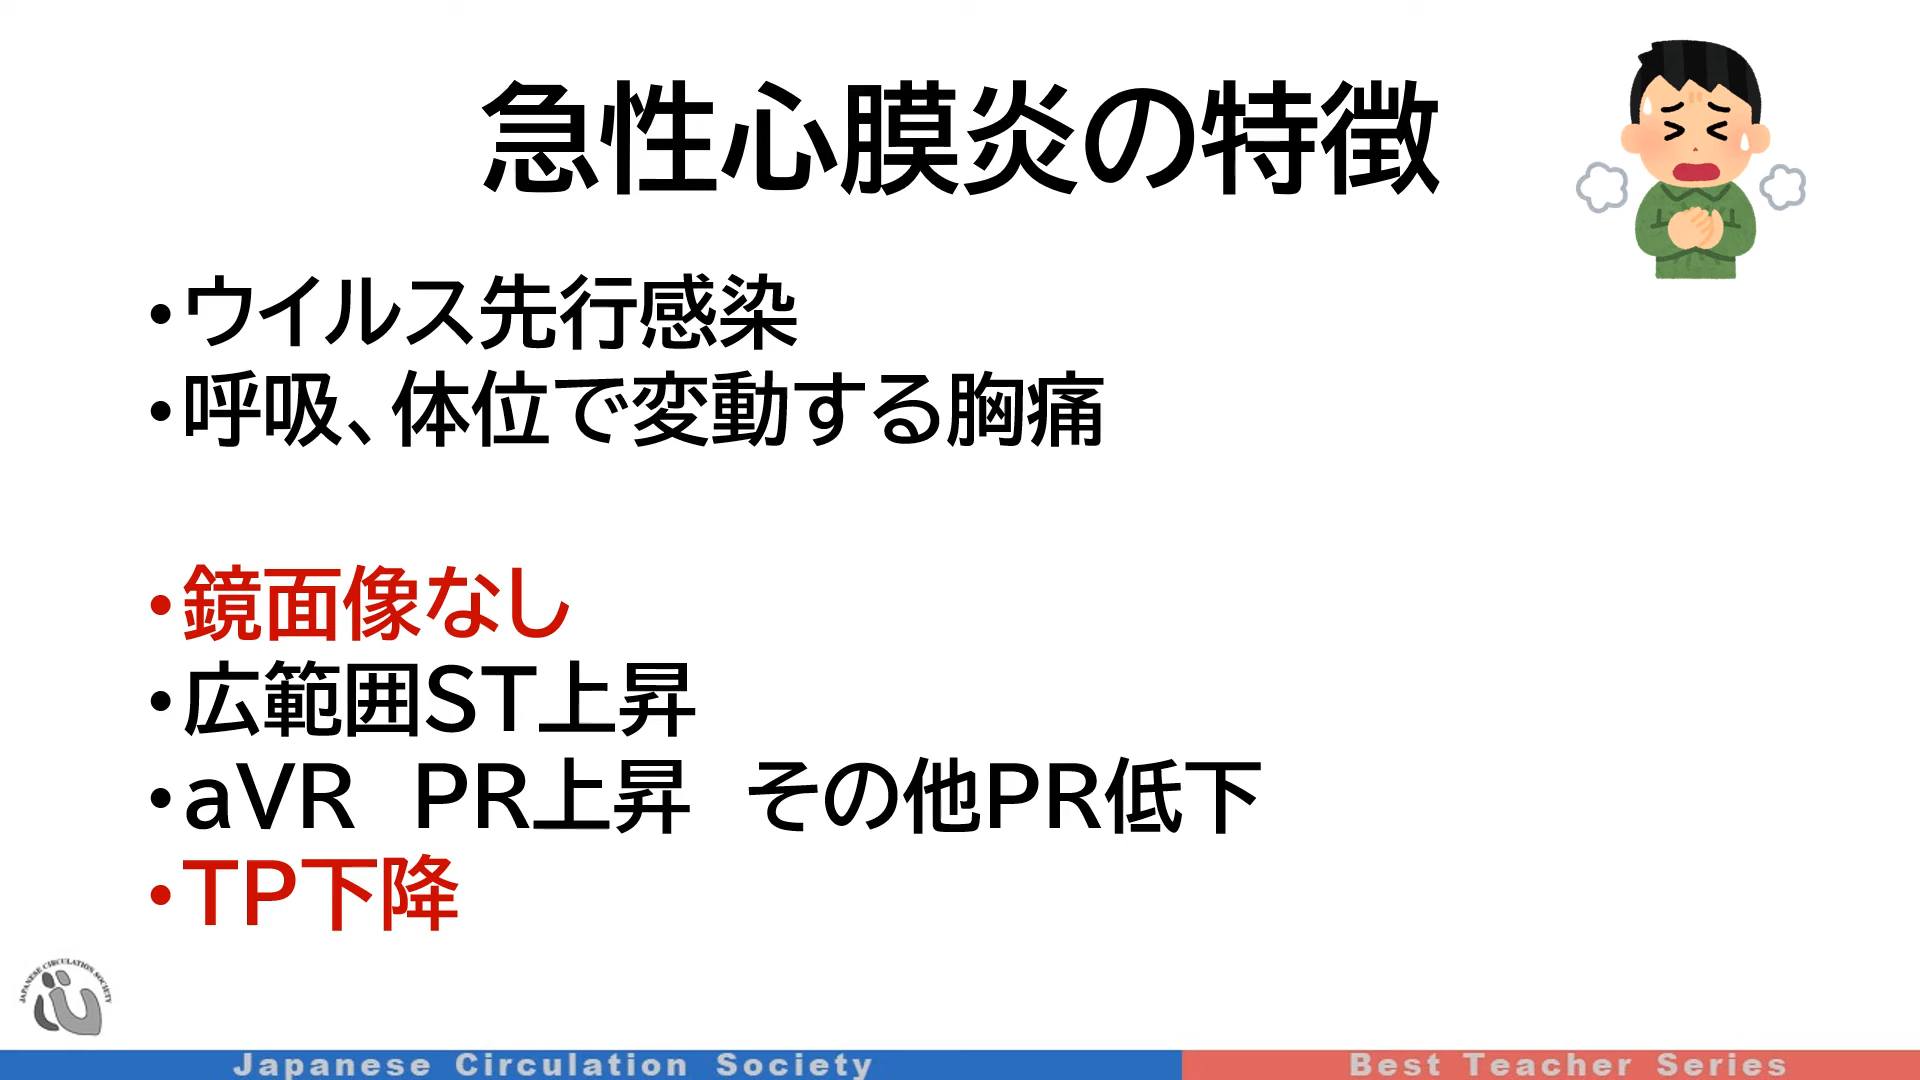 急性心膜炎の特徴
•ウイルス先行感染
•呼吸、体位で変動する胸痛
•鏡面像なし
•広範囲ST上昇
•aVR　PR上昇　その他PR低下
•TP下降
JAPANESE CIRCULATION SOCIETY
Japanese Circulation Society
Best Teacher Series